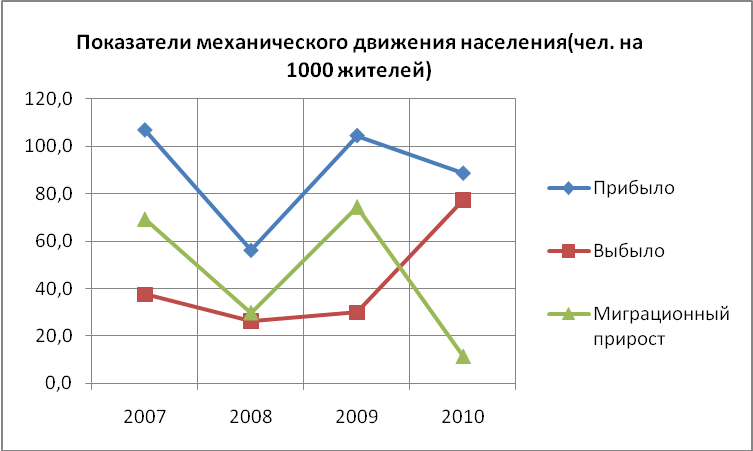 Показатели механического движения населения(чел. на
1000 жителей)
120,0
100,0
80,0
60,0
40,0
20,0
0,0
2007 2008 2009 2010
Прибыло
Выбыло
Миграционный
прирост